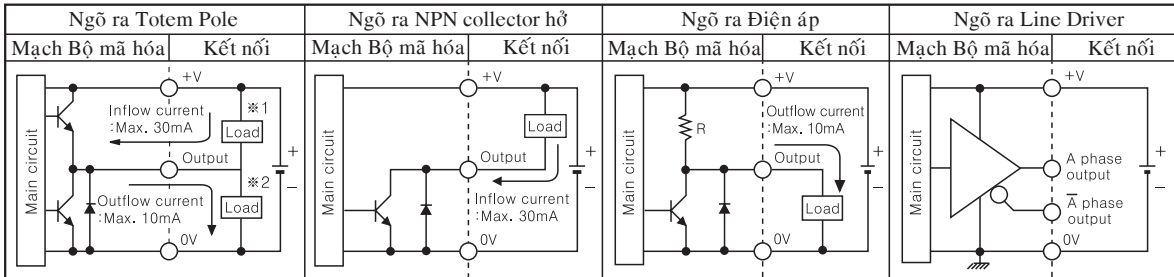 Ngõ ra Totem Pole
Mạch Bộ mã hóa
Kết nối
Main circuit
+V
Inflow current
:Max. 30mA
※1
Load
Output
Outflow current
:Max. 10mA
※2
Load
0V
+
−
Ngõ ra NPN collector hở
Mạch Bộ mã hóa
Kết nối
Main circuit
+V
Load
Output
Inflow current
:Max. 30mA
0V
+
−
Ngõ ra Điện áp
Mạch Bộ mã hóa
Kết nối
Main circuit
+V
R
Outflow current
:Max. 10mA
Output
Load
0V
+
−
Ngõ ra Line Driver
Mạch Bộ mã hóa
Kết nối
Main circuit
+V
A phase
output
A̅ phase
output
0V
+
−